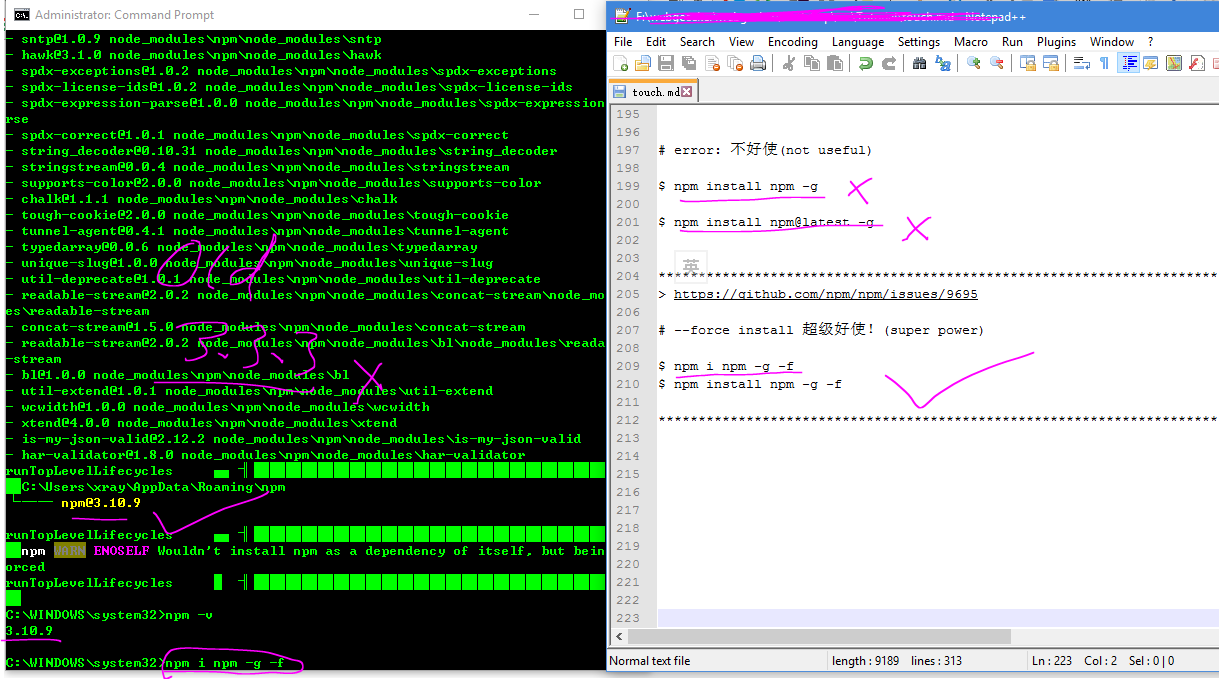 Administrator: Command Prompt
- sntp@1.0.9 node_modules\npm\node_modules\sntp
- hawk@3.1.0 node_modules\npm\node_modules\hawk
- spdx-exceptions@1.0.2 node_modules\npm\node_modules\spdx-exceptions
- spdx-license-ids@1.0.2 node_modules\npm\node_modules\spdx-license-ids
- spdx-expression-parse@1.0.0 node_modules\npm\node_modules\spdx-expression
rse
- spdx-correct@1.0.1 node_modules\npm\node_modules\spdx-correct
- string_decoder@0.10.31 node_modules\npm\node_modules\string_decoder
- stringstream@0.0.4 node_modules\npm\node_modules\stringstream
- supports-color@2.0.0 node_modules\npm\node_modules\supports-color
- chalk@1.1.1 node_modules\npm\node_modules\chalk
- tough-cookie@2.0.0 node_modules\npm\node_modules\tough-cookie
- tunnel-agent@0.4.1 node_modules\npm\node_modules\tunnel-agent
- typedarray@0.0.6 node_modules\npm\node_modules\typedarray
- unique-slug@1.0.0 node_modules\npm\node_modules\unique-slug
- util-deprecate@1.0.1 node_modules\npm\node_modules\util-deprecate
- readable-stream@2.0.2 node_modules\npm\node_modules\concat-stream\node_mo
es\readable-stream
- concat-stream@1.5.0 node_modules\npm\node_modules\concat-stream
- readable-stream@2.0.2 node_modules\npm\node_modules\bl\node_modules\reada
-stream
- bl@1.0.0 node_modules\npm\node_modules\bl
- util-extend@1.0.1 node_modules\npm\node_modules\util-extend
- wcwidth@1.0.0 node_modules\npm\node_modules\wcwidth
- xtend@4.0.0 node_modules\npm\node_modules\xtend
- is-my-json-valid@2.12.2 node_modules\npm\node_modules\is-my-json-valid
- har-validator@1.8.0 node_modules\npm\node_modules\har-validator
runTopLevelLifecycles
C:\Users\xray\AppData\Roaming\npm
npm@3.10.9
runTopLevelLifecycles
npm WARN ENOSELF Wouldn't install npm as a dependency of itself, but bein
orced
runTopLevelLifecycles
C:\WINDOWS\system32>npm -v
3.10.9
C:\WINDOWS\system32>npm i npm -g -f
old
3.3.3
touch.md - Notepad++
File Edit Search View Encoding Language Settings Macro Run Plugins Window ?
touch.md
195
196
197 # error: 不好使(not useful)
198
199 $ npm install npm -g
200
201 $ npm install npm@latest -g
202
203 英
204 ******************************************************************
205 > https://github.com/npm/npm/issues/9695
206
207 # --force install 超级好使! (super power)
208
209 $ npm i npm -g -f
210 $ npm install npm -g -f
211
212 ******************************************************************
213
214
215
216
217
218
219
220
221
222
223
Normal text file length : 9189 lines : 313 Ln : 223 Col : 2 Sel : 0 | 0